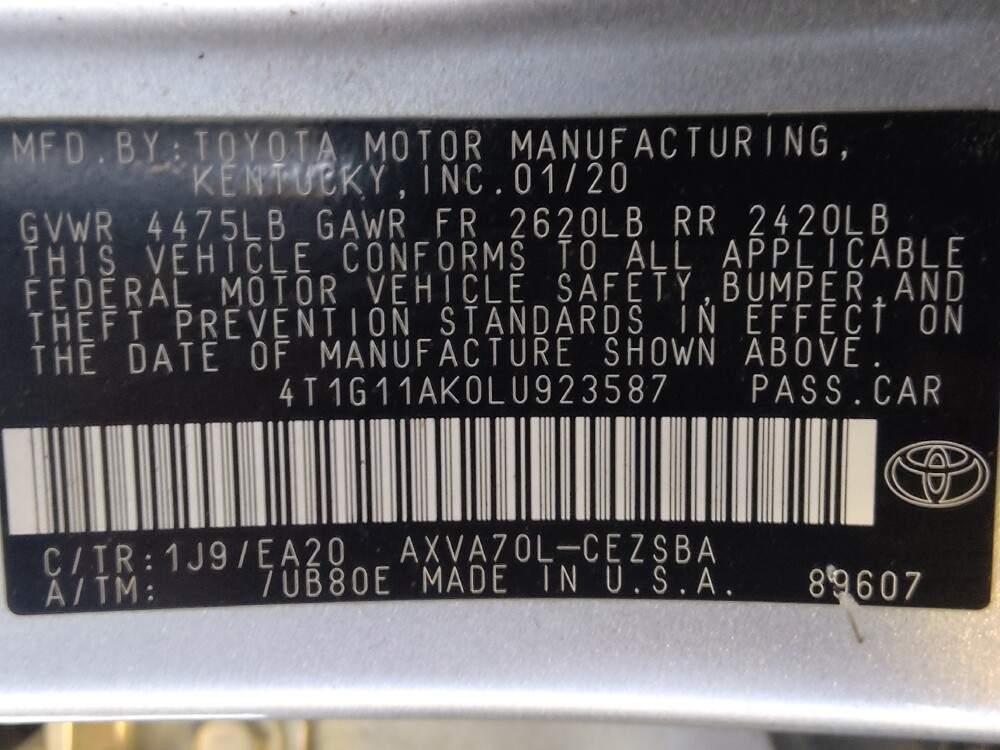 MFD.BY:TOYOTA MOTOR MANUFACTURING,
KENTUCKY,INC.01/20
GVWR 4475LB GAWR FR 2620LB RR 2420LB
THIS VEHICLE CONFORMS TO ALL APPLICABLE
FEDERAL MOTOR VEHICLE SAFETY,BUMPER,AND
THEFT PREVENTION STANDARDS IN EFFECT ON
THE DATE OF MANUFACTURE SHOWN ABOVE.
4T1G11AK0LU923587 PASS.CAR
C/TR:1J9/EA20 AXVA70L-CEZSBA
A/TM: /UB80E MADE IN U.S.A. 89607